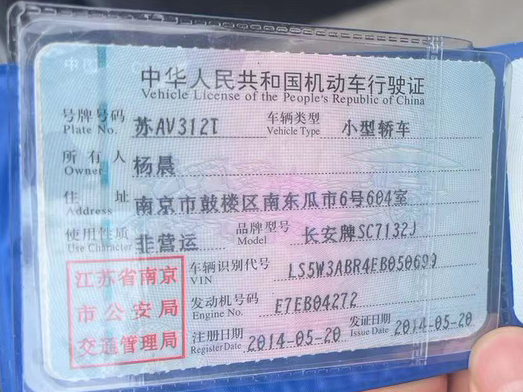 中华人民共和国机动车行驶证
Vehicle License of the People's Republic of China
号牌号码 Plate No. 苏AV312T 车辆类型 Vehicle Type 小型轿车
所有人 Owner 杨晨
住址 Address 南京市鼓楼区南东瓜市6号604室
使用性质 Use Character 非营运 品牌型号 Model 长安牌SC7132J
江苏省南京
市公安局
交通管理局
车辆识别代号 VIN LS5W3ABR4EB050699
发动机号码 Engine No. E7EB04272
注册日期 Register Date 2014-05-20 发证日期 Issue Date 2014-05-20